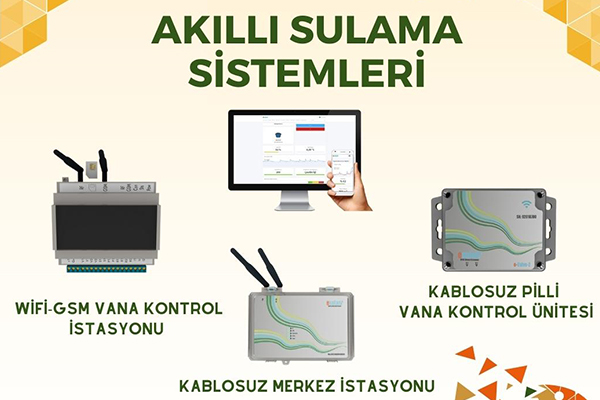 AKILLI SULAMA
SİSTEMLERİ
WİFİ-GSM VANA KONTROL
İSTASYONU
KABLOSUZ PİLLİ
VANA KONTROL ÜNİTESİ
KABLOSUZ MERKEZ İSTASYONU